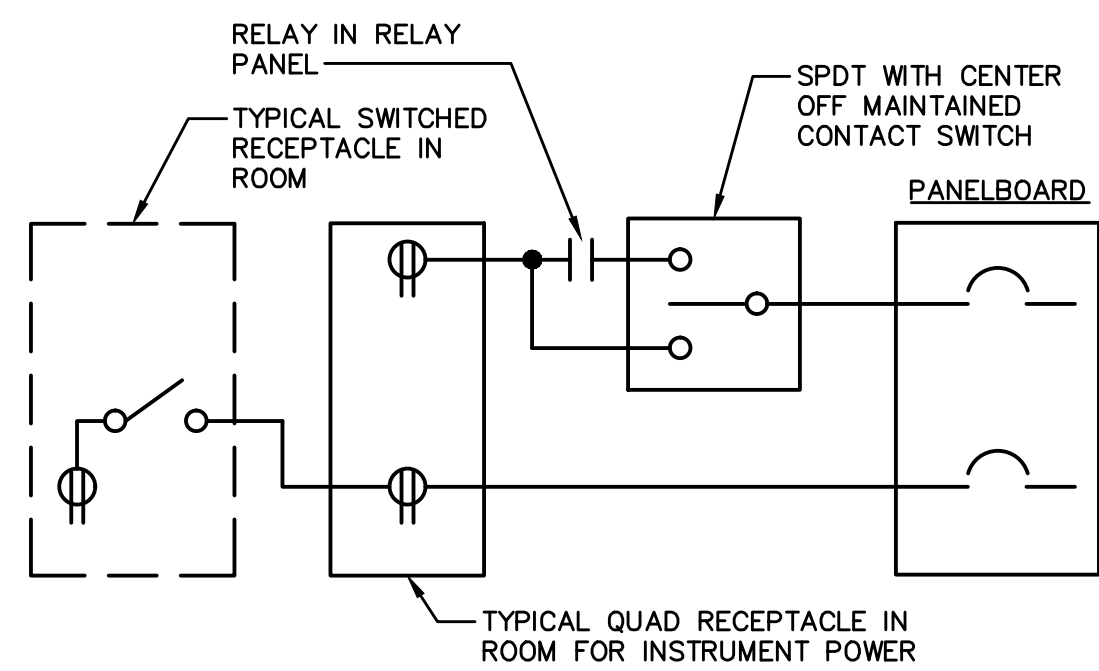 RELAY IN RELAY
PANEL
TYPICAL SWITCHED
RECEPTACLE IN
ROOM
SPDT WITH CENTER
OFF MAINTAINED
CONTACT SWITCH
PANELBOARD
TYPICAL QUAD RECEPTACLE IN
ROOM FOR INSTRUMENT POWER